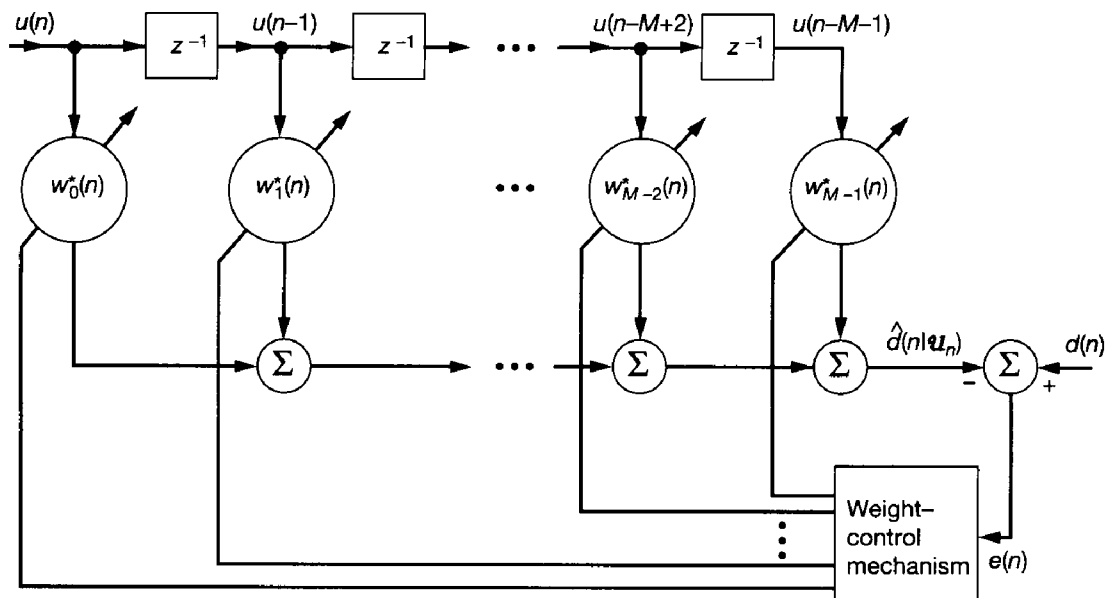 u(n)
z⁻¹
u(n–1)
z⁻¹
u(n–M+2)
z⁻¹
u(n–M–1)
w*₀(n)
w*₁(n)
w*M–2(n)
w*M–1(n)
Σ
Σ
Σ
d̂(n|𝒰ₙ)
–
Σ
+
d(n)
Weight–
control
mechanism
e(n)